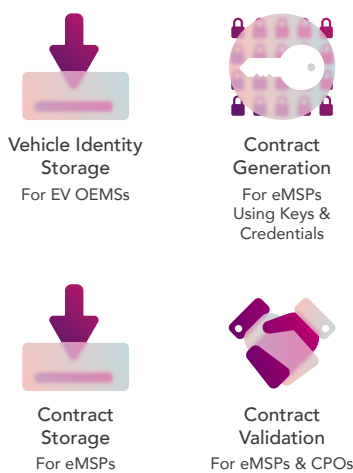 Vehicle Identity
Storage
For EV OEMSs
Contract
Generation
For eMSPs
Using Keys &
Credentials
Contract
Storage
For eMSPs
Contract
Validation
For eMSPs & CPOs